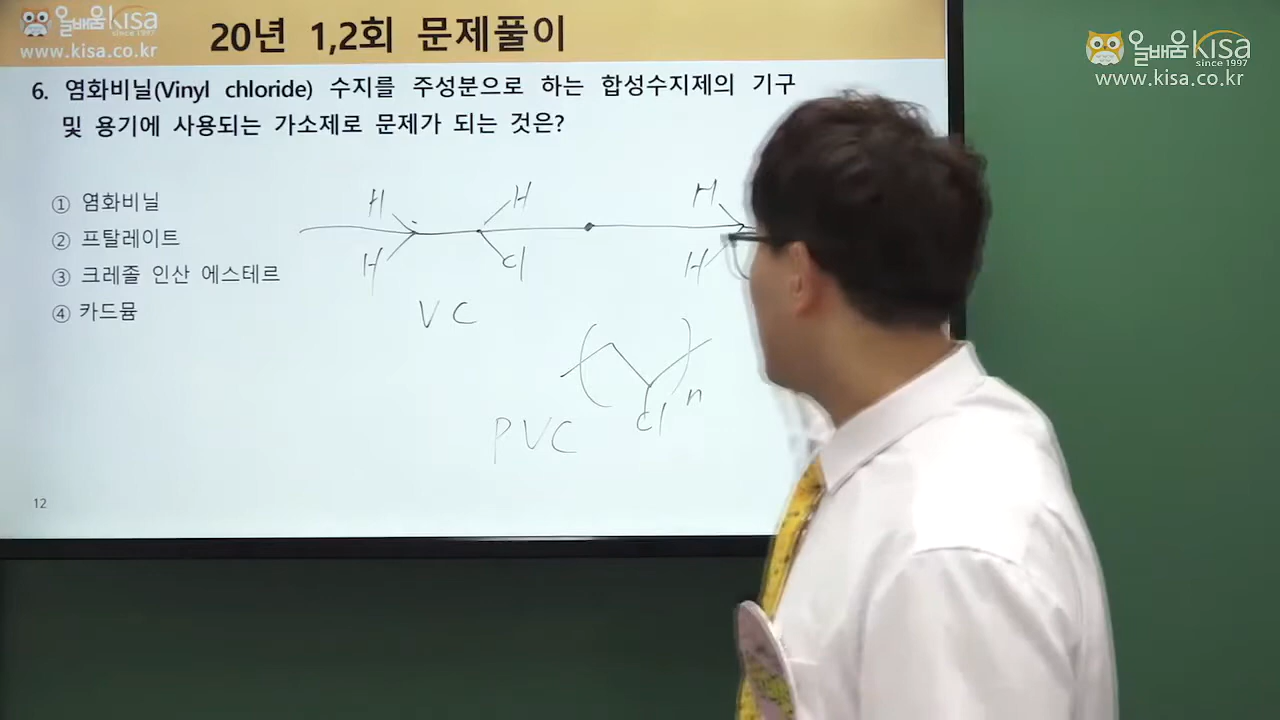 올배움kisa
since 1997
www.kisa.co.kr
20년 1,2회 문제풀이
올배움kisa
since 1997
www.kisa.co.kr
6. 염화비닐(Vinyl chloride) 수지를 주성분으로 하는 합성수지제의 기구
및 용기에 사용되는 가소제로 문제가 되는 것은?
① 염화비닐
② 프탈레이트
③ 크레졸 인산 에스테르
④ 카드뮴
H H H
H Cl H
VC
Cl n
PVC
12